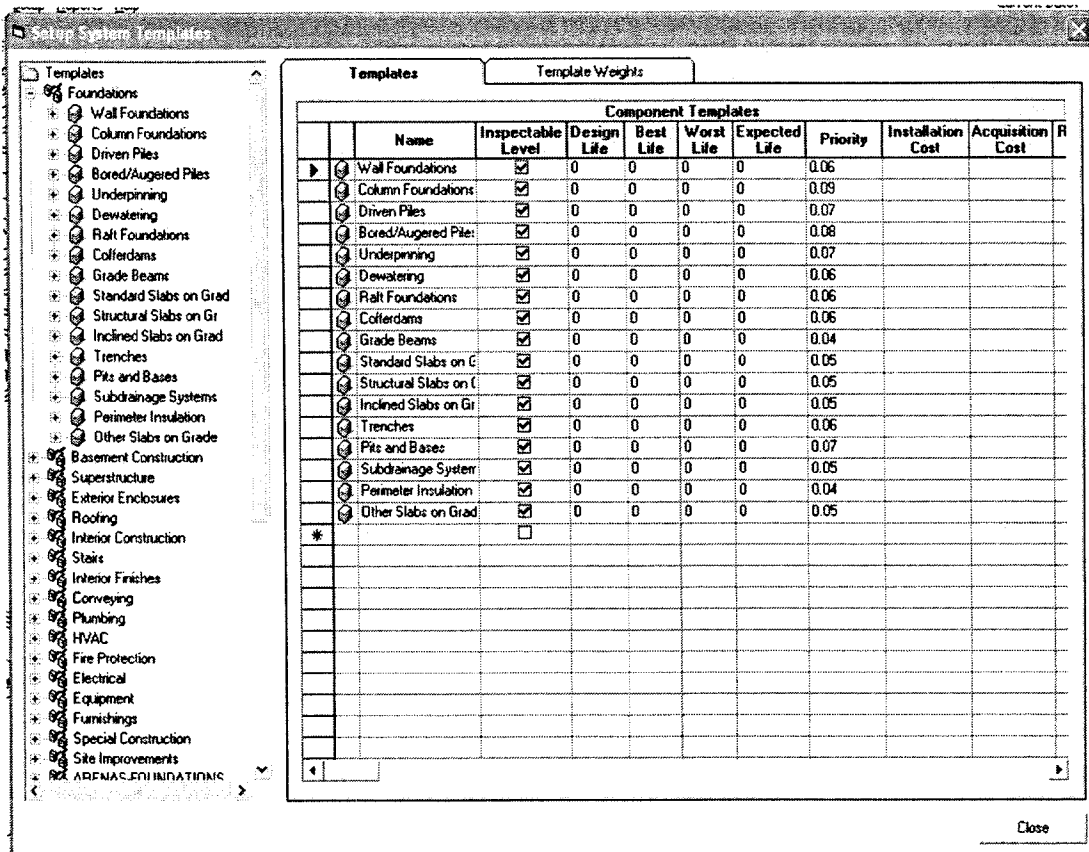 Setup System Templates
Templates
Foundations
Wall Foundations
Column Foundations
Driven Piles
Bored/Augered Piles
Underpinning
Dewatering
Raft Foundations
Cofferdams
Grade Beams
Standard Slabs on Grad
Structural Slabs on Gr
Inclined Slabs on Grad
Trenches
Pits and Bases
Subdrainage Systems
Perimeter Insulation
Other Slabs on Grade
Basement Construction
Superstructure
Exterior Enclosures
Roofing
Interior Construction
Stairs
Interior Finishes
Conveying
Plumbing
HVAC
Fire Protection
Electrical
Equipment
Furnishings
Special Construction
Site Improvements
ARENAS-FOUNDATIONS
Templates Template Weights
Component Templates
Name Inspectable Level Design Life Best Life Worst Life Expected Life Priority Installation Cost Acquisition Cost R
Wall Foundations 0 0 0 0 0.06
Column Foundations 0 0 0 0 0.09
Driven Piles 0 0 0 0 0.07
Bored/Augered Piles 0 0 0 0 0.08
Underpinning 0 0 0 0 0.07
Dewatering 0 0 0 0 0.06
Raft Foundations 0 0 0 0 0.06
Cofferdams 0 0 0 0 0.06
Grade Beams 0 0 0 0 0.04
Standard Slabs on G 0 0 0 0 0.05
Structural Slabs on ( 0 0 0 0 0.05
Inclined Slabs on Gr 0 0 0 0 0.05
Trenches 0 0 0 0 0.06
Pits and Bases 0 0 0 0 0.07
Subdrainage System 0 0 0 0 0.05
Perimeter Insulation 0 0 0 0 0.04
Other Slabs on Grad 0 0 0 0 0.05
Close